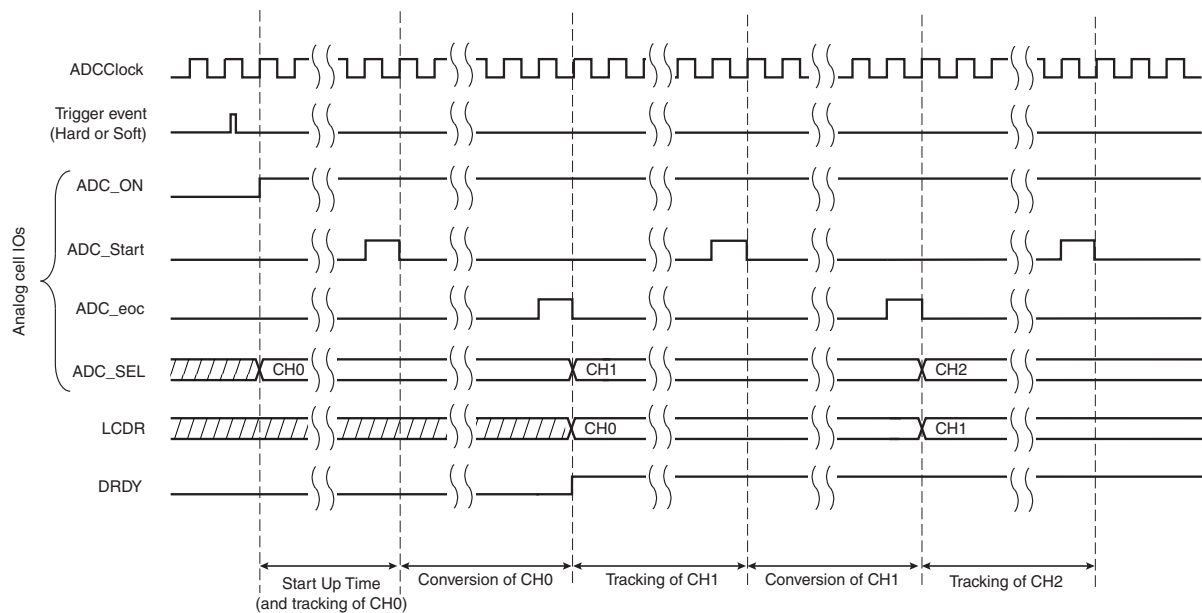 ADCClock
Trigger event
(Hard or Soft)
ADC_ON
ADC_Start
ADC_eoc
ADC_SEL
CH0
CH1
CH2
LCDR
CH0
CH1
DRDY
Analog cell IOs
Start Up Time
(and tracking of CH0)
Conversion of CH0
Tracking of CH1
Conversion of CH1
Tracking of CH2